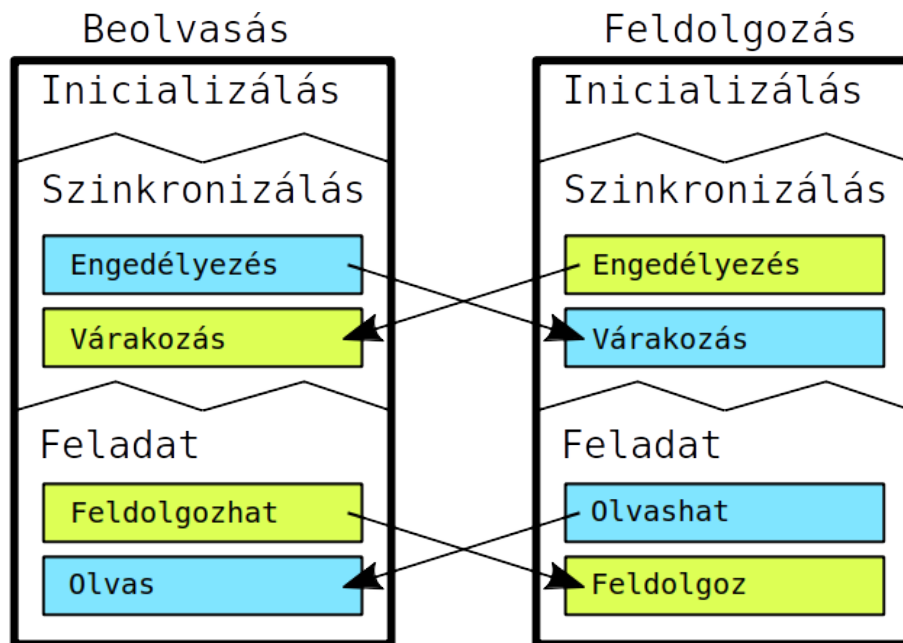 Beolvasás
Inicializálás
Szinkronizálás
Engedélyezés
Várakozás
Feladat
Feldolgozhat
Olvas
Feldolgozás
Inicializálás
Szinkronizálás
Engedélyezés
Várakozás
Feladat
Olvashat
Feldolgoz